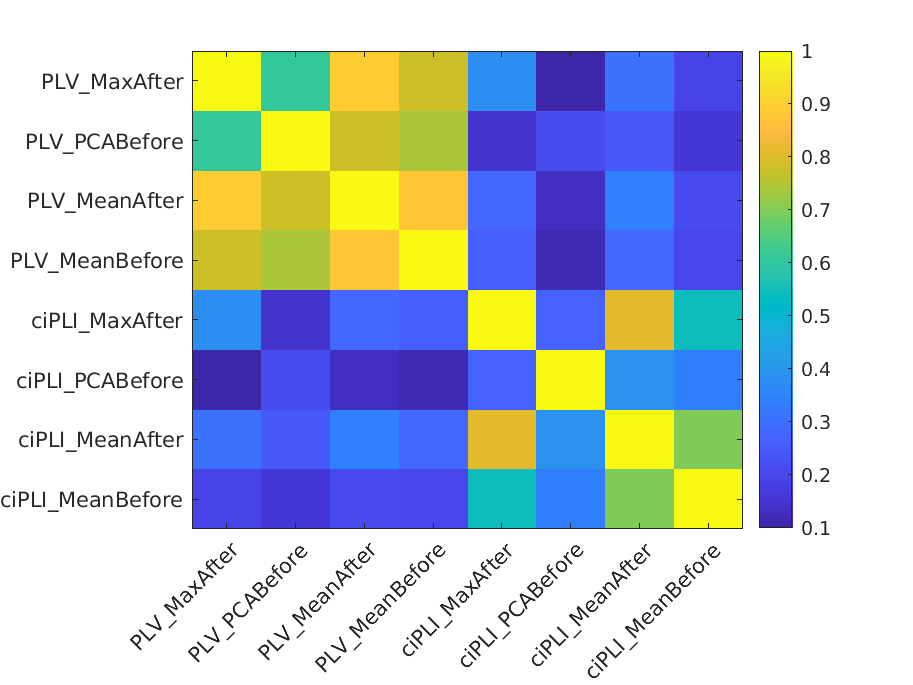 PLV_MaxAfter
PLV_PCABefore
PLV_MeanAfter
PLV_MeanBefore
ciPLI_MaxAfter
ciPLI_PCABefore
ciPLI_MeanAfter
ciPLI_MeanBefore
1
0.9
0.8
0.7
0.6
0.5
0.4
0.3
0.2
0.1
PLV_MaxAfter
PLV_PCABefore
PLV_MeanAfter
PLV_MeanBefore
ciPLI_MaxAfter
ciPLI_PCABefore
ciPLI_MeanAfter
ciPLI_MeanBefore